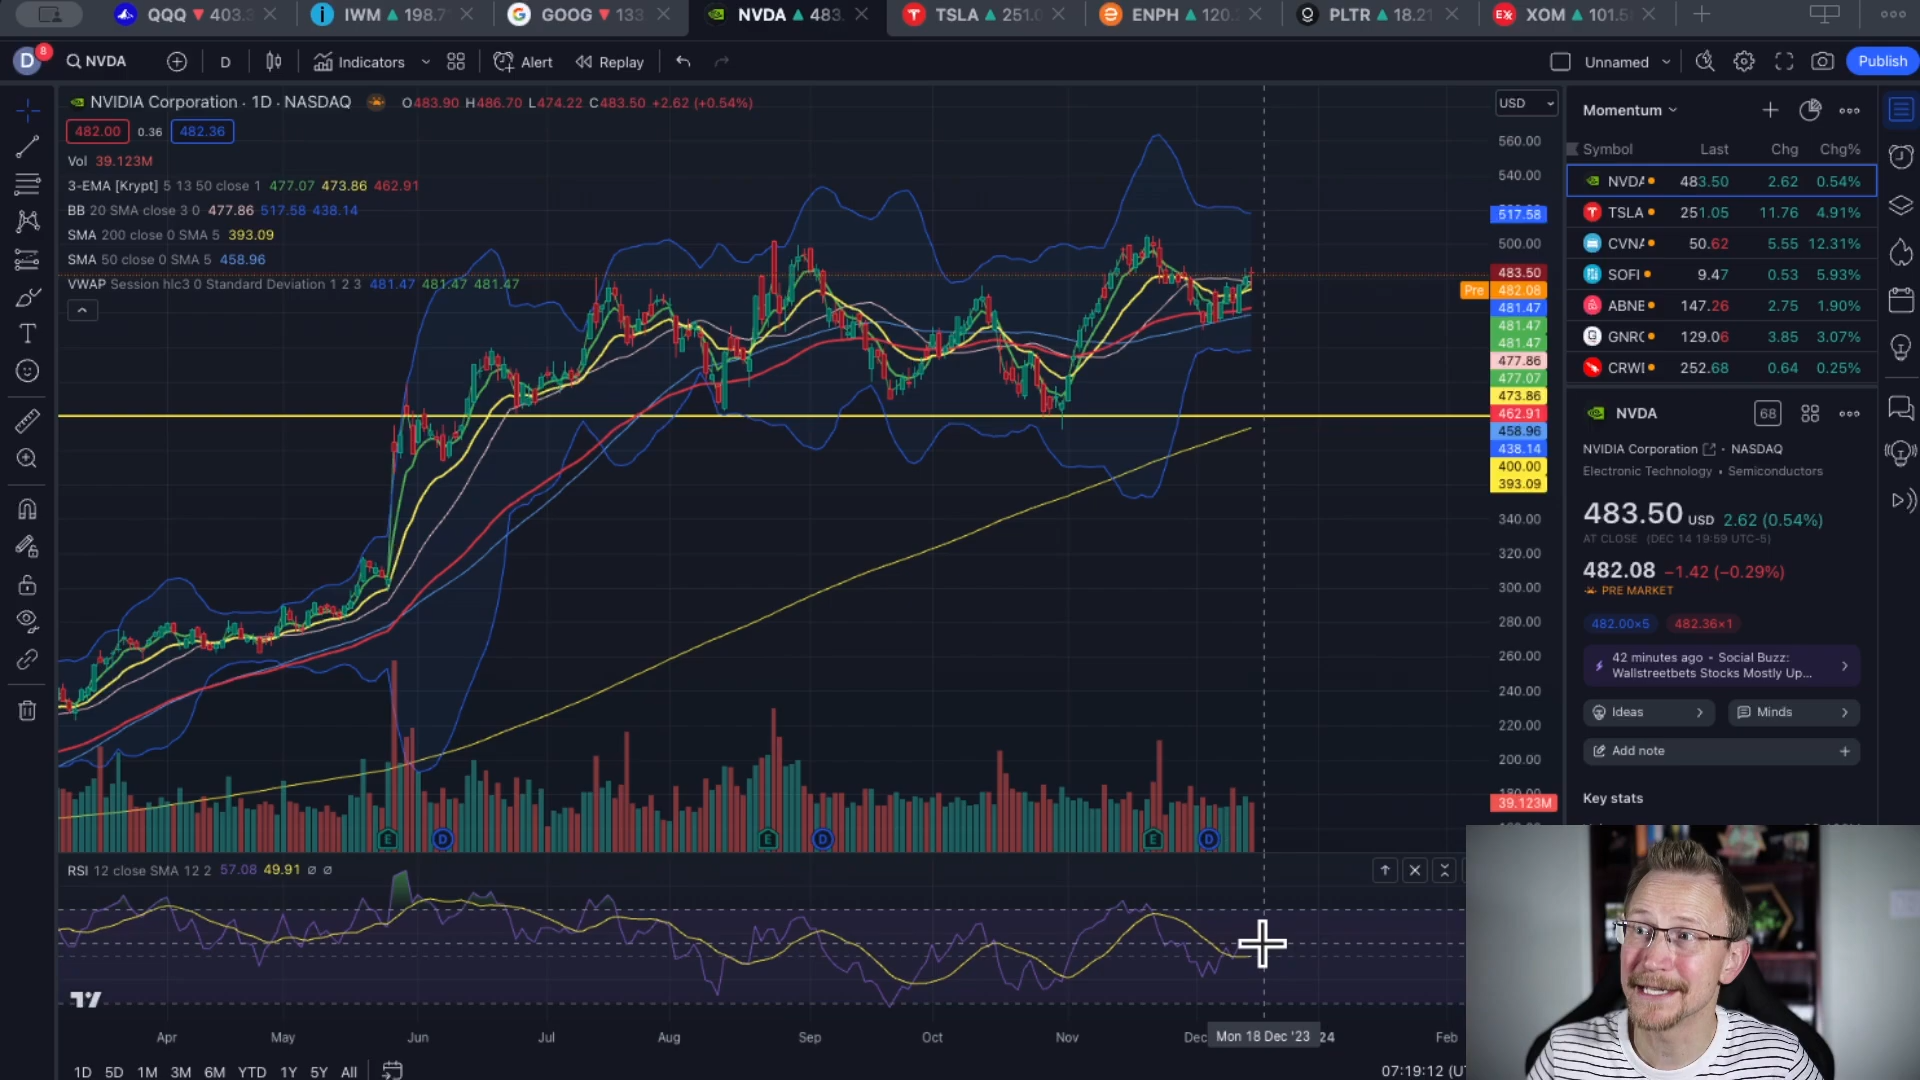 QQQ 403.3 IWM 198.7 GOOG 133 NVDA 483. TSLA 251.0 ENPH 120. PLTR 18.21 XOM 101.5
D 8 NVDA D Indicators Alert Replay Unnamed Publish
NVIDIA Corporation · 1D · NASDAQ O483.90 H486.70 L474.22 C483.50 +2.62 (+0.54%)
482.00 0.36 482.36
Vol 39.123M
3-EMA [Krypt] 5 13 50 close 1 477.07 473.86 462.91
BB 20 SMA close 3 0 477.86 517.58 438.14
SMA 200 close 0 SMA 5 393.09
SMA 50 close 0 SMA 5 458.96
VWAP Session hlc3 0 Standard Deviation 1 2 3 481.47 481.47 481.47
USD
560.00
540.00
517.58
500.00
483.50
Pre 482.08
481.47
481.47
481.47
477.86
477.07
473.86
462.91
458.96
438.14
400.00
393.09
340.00
320.00
300.00
280.00
260.00
240.00
220.00
200.00
180.00
39.123M
E D E D E D
RSI 12 close SMA 12 2 57.08 49.91 ∅ ∅
Apr May Jun Jul Aug Sep Oct Nov Dec Mon 18 Dec '23 24 Feb
1D 5D 1M 3M 6M YTD 1Y 5Y All
07:19:12 (UT
Momentum
Symbol Last Chg Chg%
NVDA 483.50 2.62 0.54%
TSLA 251.05 11.76 4.91%
CVNA 50.62 5.55 12.31%
SOFI 9.47 0.53 5.93%
ABNB 147.26 2.75 1.90%
GNRC 129.06 3.85 3.07%
CRWD 252.68 0.64 0.25%
NVDA 68
NVIDIA Corporation · NASDAQ
Electronic Technology • Semiconductors
483.50 USD 2.62 (0.54%)
AT CLOSE (DEC 14 19:59 UTC-5)
482.08 −1.42 (−0.29%)
PRE MARKET
482.00×5 482.36×1
42 minutes ago • Social Buzz:
Wallstreetbets Stocks Mostly Up...
Ideas Minds
Add note
Key stats